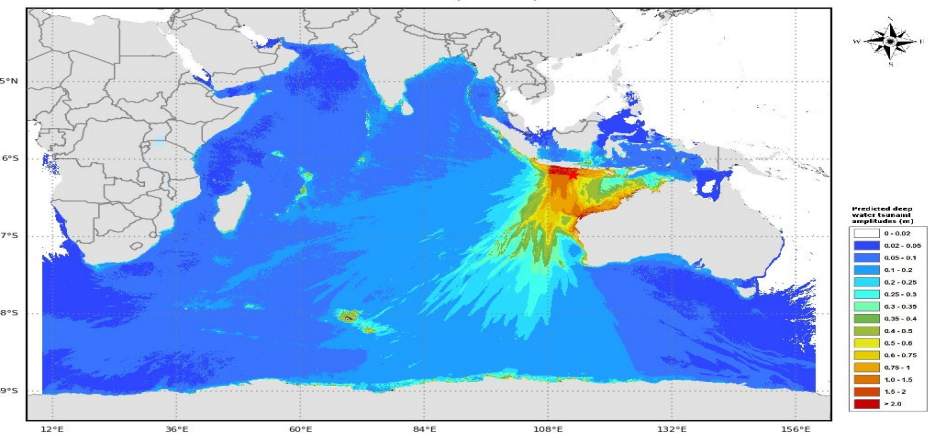 N
W E
S
5°N
6°S
7°S
8°S
9°S
12°E 36°E 60°E 84°E 108°E 132°E 156°E
Predicted deep
water tsunami
amplitudes (m)
0 - 0.02
0.02 - 0.05
0.05 - 0.1
0.1 - 0.2
0.2 - 0.25
0.25 - 0.3
0.3 - 0.35
0.35 - 0.4
0.4 - 0.5
0.5 - 0.6
0.6 - 0.75
0.75 - 1
1.0 - 1.5
1.5 - 2
> 2.0